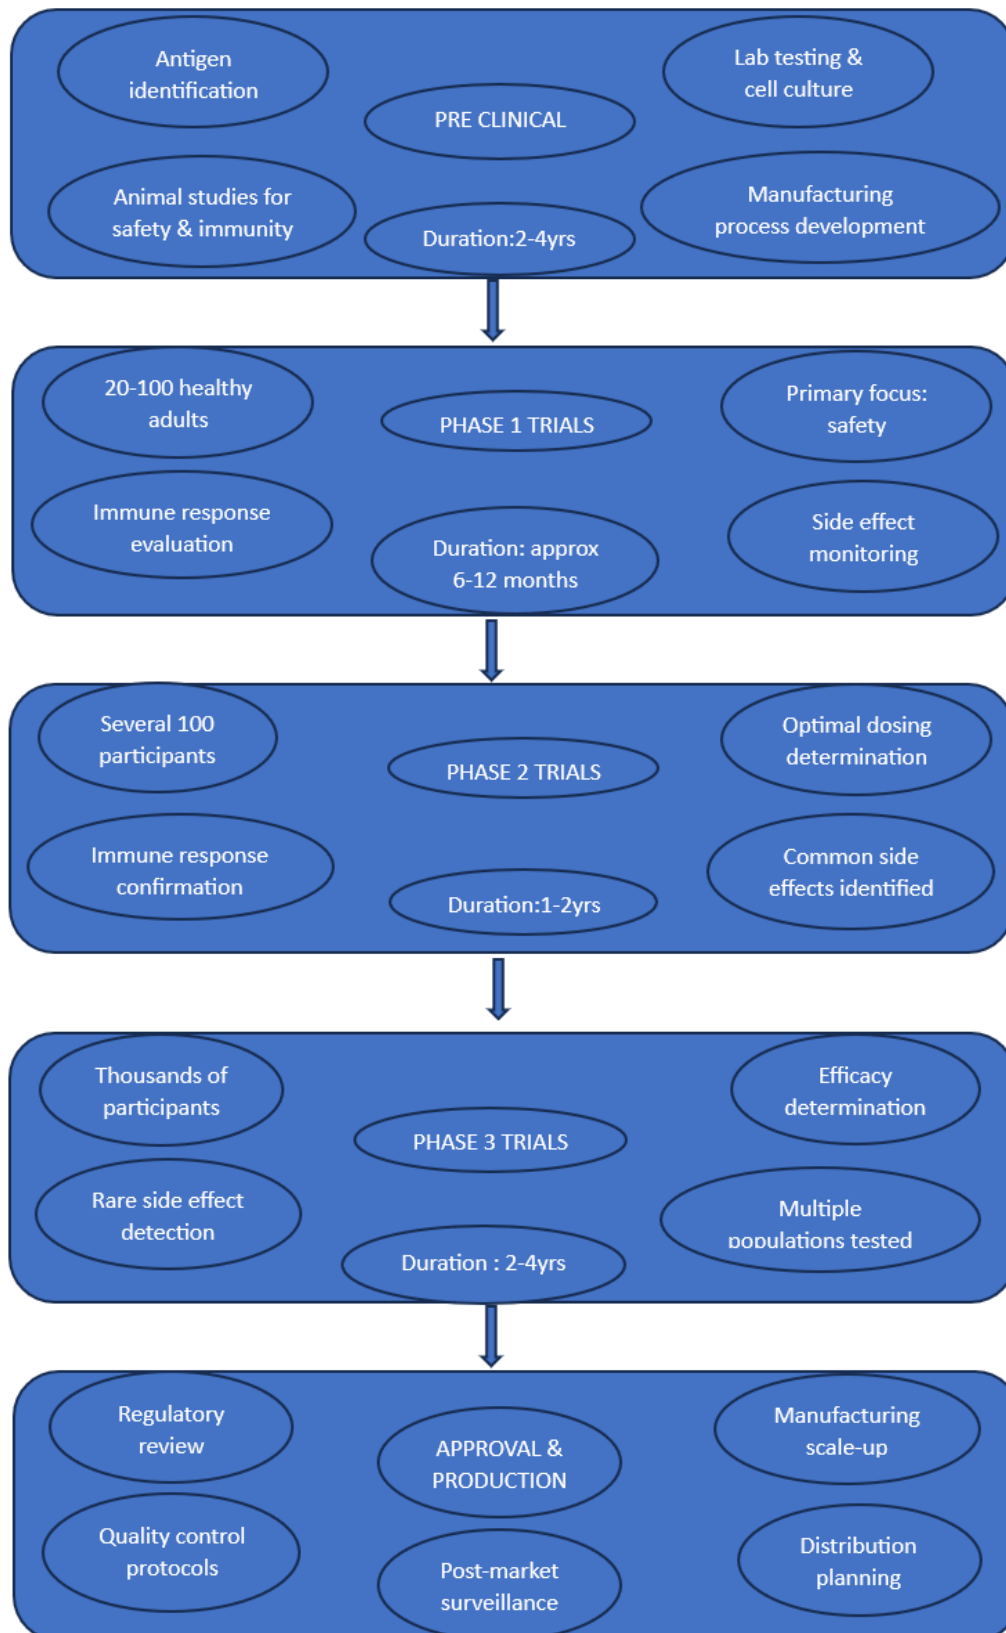 Antigen
identification
PRE CLINICAL
Lab testing &
cell culture
Animal studies for
safety & immunity
Duration:2-4yrs
Manufacturing
process development
20-100 healthy
adults
PHASE 1 TRIALS
Primary focus:
safety
Immune response
evaluation
Duration: approx
6-12 months
Side effect
monitoring
Several 100
participants
PHASE 2 TRIALS
Optimal dosing
determination
Immune response
confirmation
Duration:1-2yrs
Common side
effects identified
Thousands of
participants
PHASE 3 TRIALS
Efficacy
determination
Rare side effect
detection
Duration : 2-4yrs
Multiple
populations tested
Regulatory
review
APPROVAL &
PRODUCTION
Manufacturing
scale-up
Quality control
protocols
Post-market
surveillance
Distribution
planning